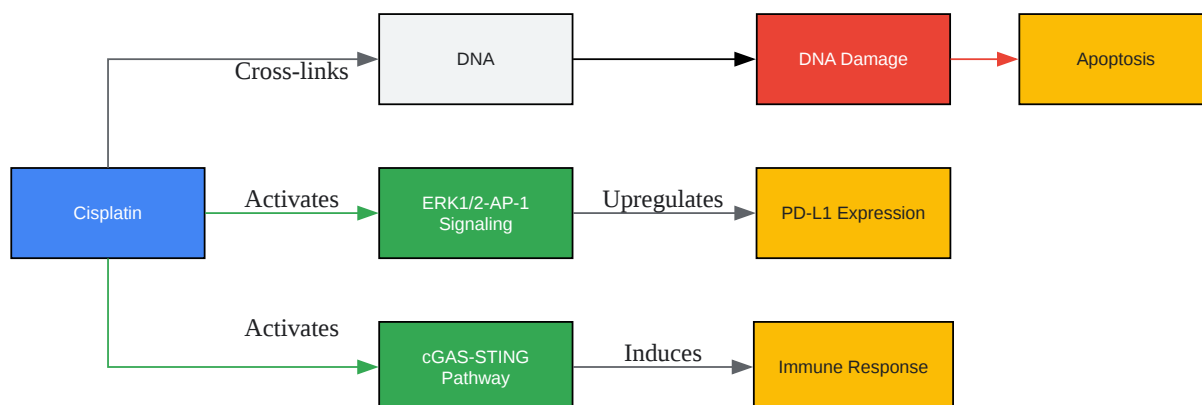 Cross-links
DNA
DNA Damage
Apoptosis
Cisplatin
Activates
ERK1/2-AP-1
Signaling
Upregulates
PD-L1 Expression
Activates
cGAS-STING
Pathway
Induces
Immune Response